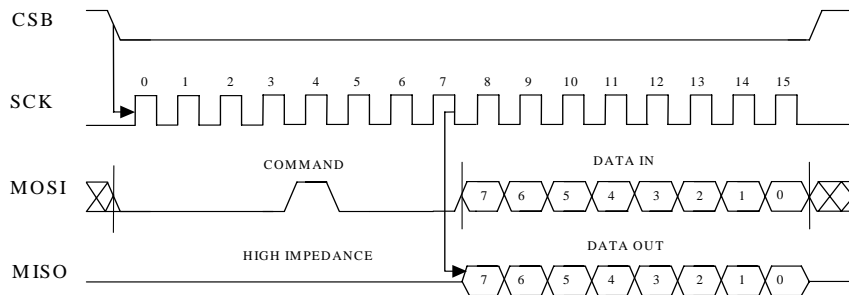 CSB
0 1 2 3 4 5 6 7 8 9 10 11 12 13 14 15
SCK
COMMAND DATA IN
MOSI 7 6 5 4 3 2 1 0
HIGH IMPEDANCE DATA OUT
MISO 7 6 5 4 3 2 1 0